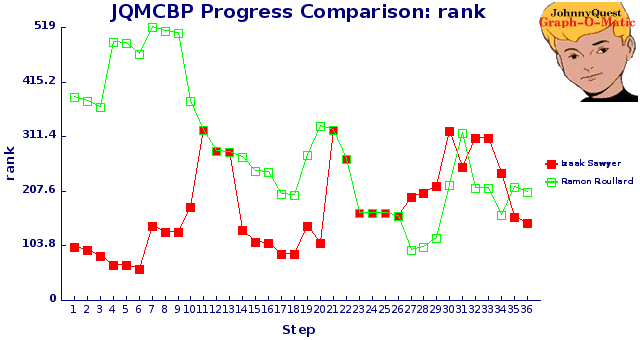 JQMCBP Progress Comparison: rank
JohnnyQuest
Graph-O-Matic
519
415.2
311.4
207.6
103.8
0
rank
1 2 3 4 5 6 7 8 9 10 11 12 13 14 15 16 17 18 19 20 21 22 23 24 25 26 27 28 29 30 31 32 33 34 35 36
Step
Izaak Sawyer
Ramon Roullard